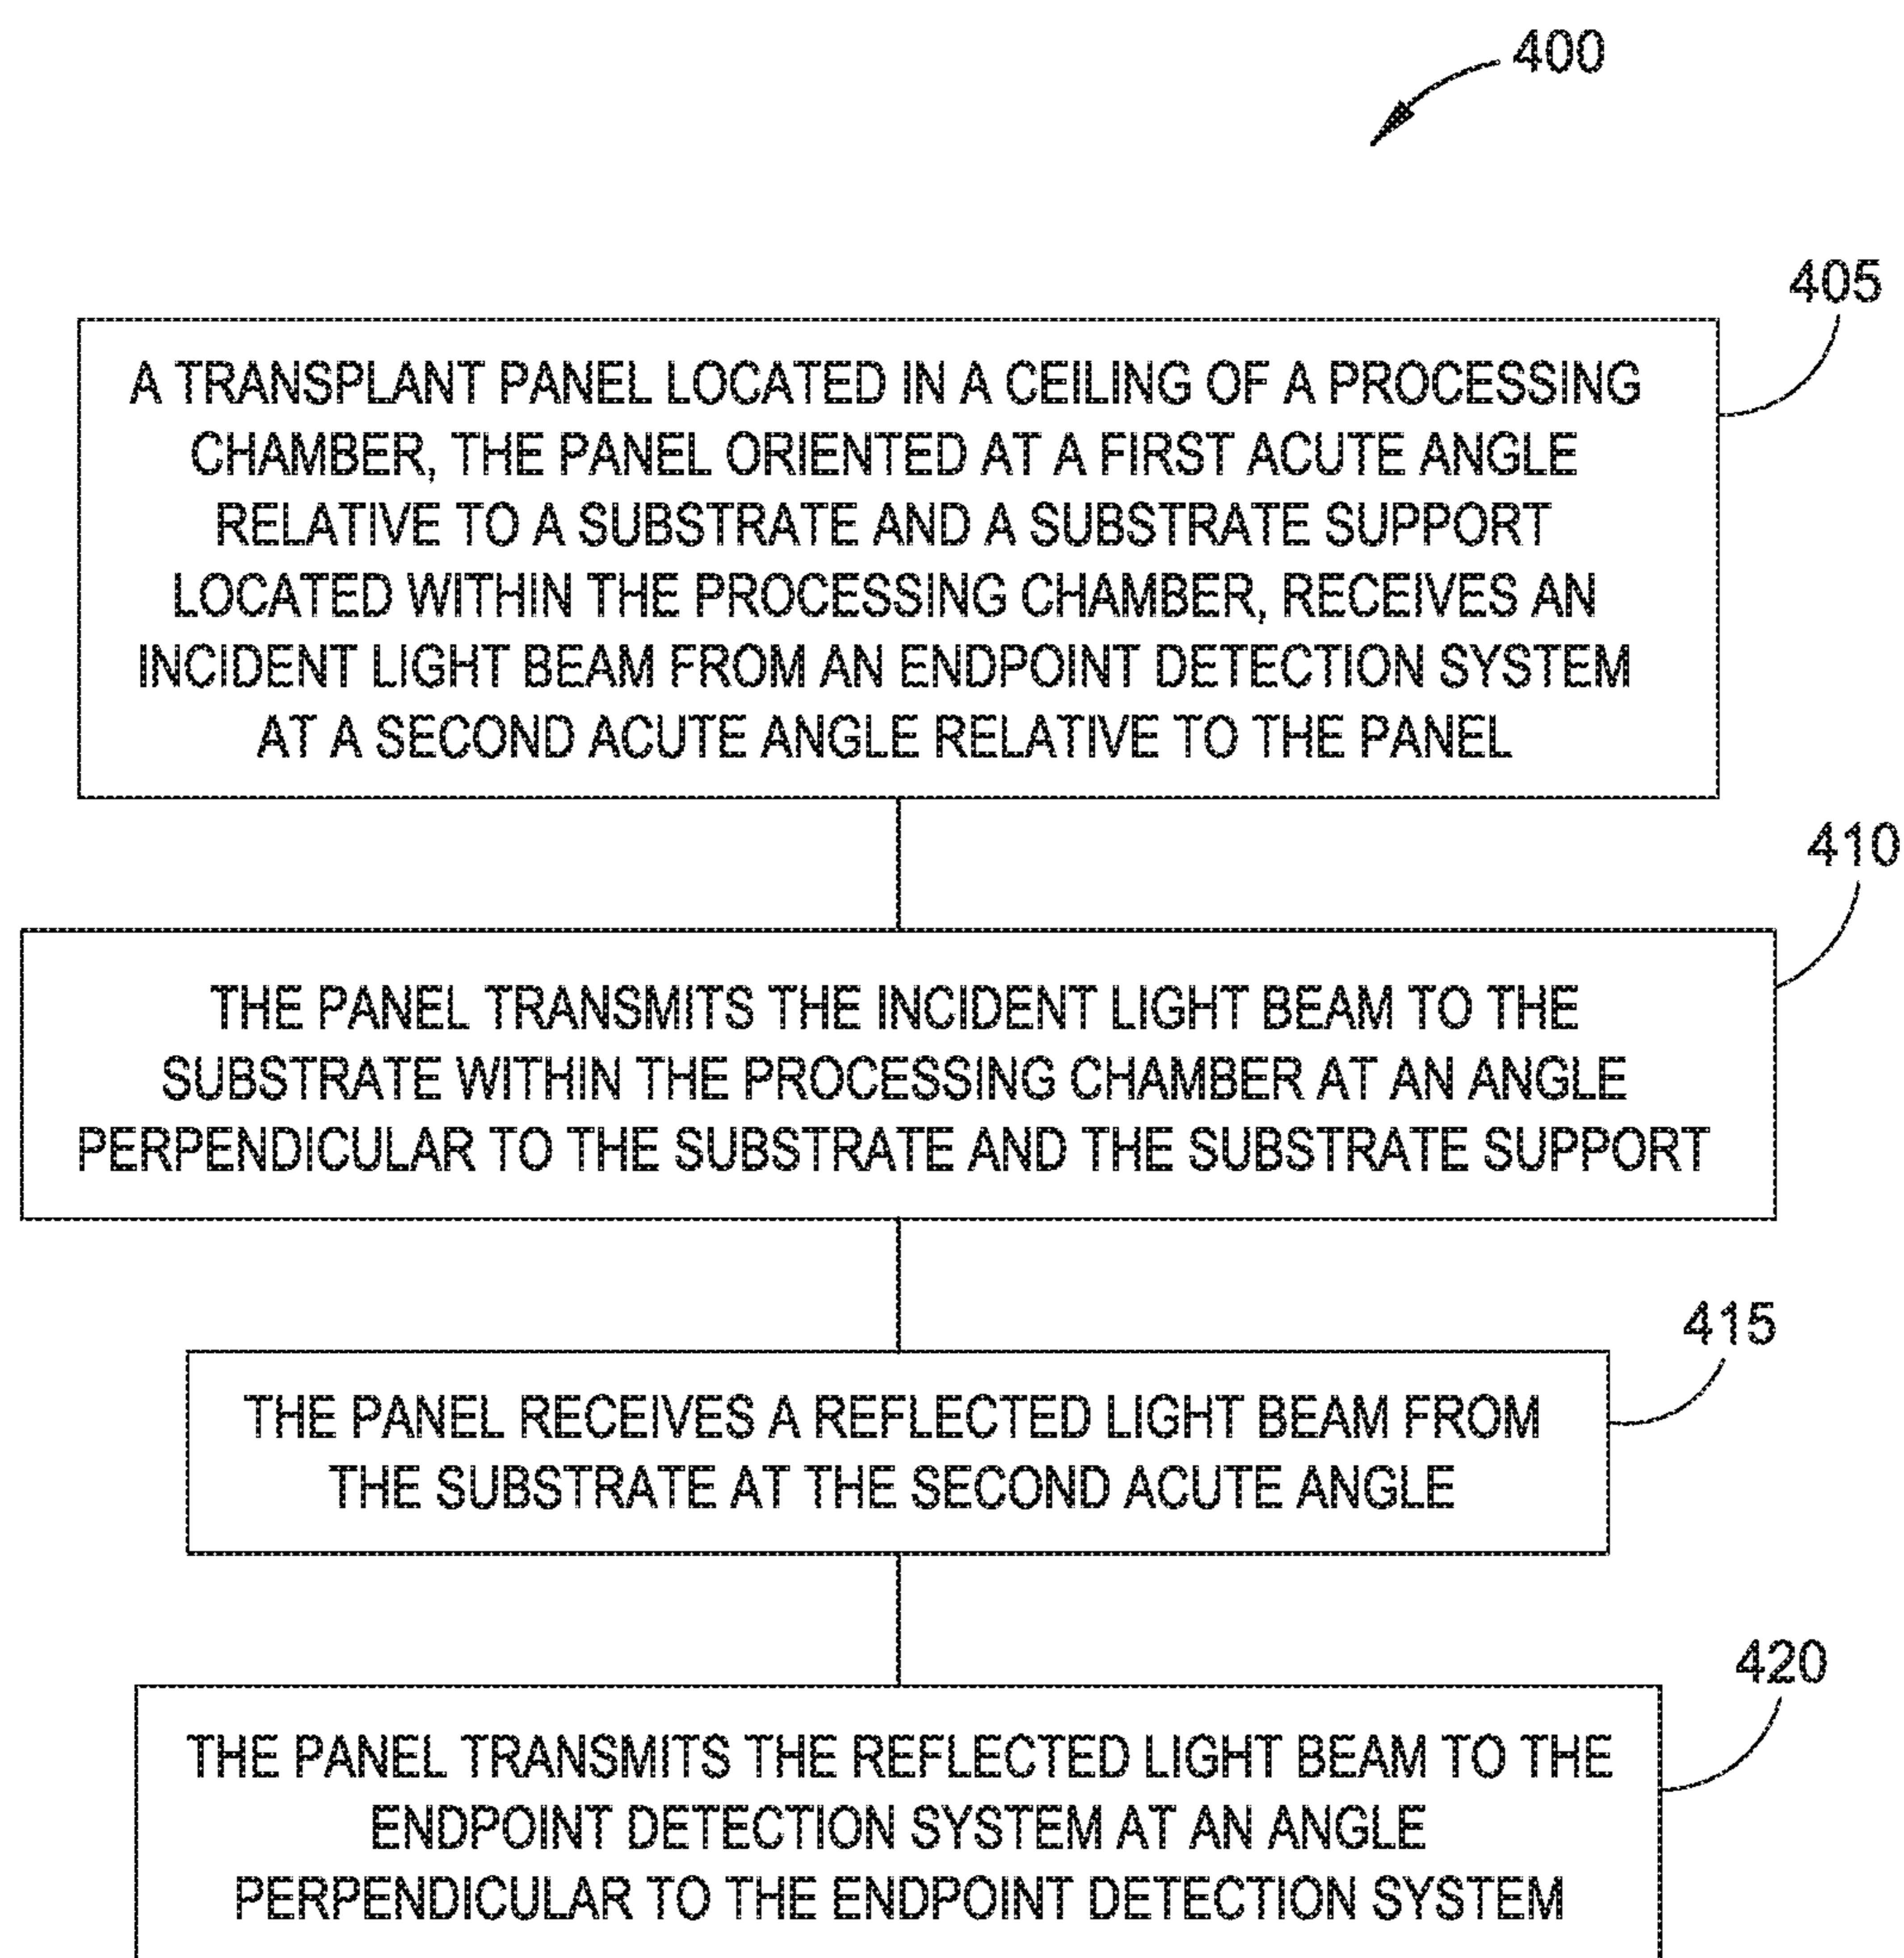 400
405
A TRANSPLANT PANEL LOCATED IN A CEILING OF A PROCESSING
CHAMBER, THE PANEL ORIENTED AT A FIRST ACUTE ANGLE
RELATIVE TO A SUBSTRATE AND A SUBSTRATE SUPPORT
LOCATED WITHIN THE PROCESSING CHAMBER, RECEIVES AN
INCIDENT LIGHT BEAM FROM AN ENDPOINT DETECTION SYSTEM
AT A SECOND ACUTE ANGLE RELATIVE TO THE PANEL
410
THE PANEL TRANSMITS THE INCIDENT LIGHT BEAM TO THE
SUBSTRATE WITHIN THE PROCESSING CHAMBER AT AN ANGLE
PERPENDICULAR TO THE SUBSTRATE AND THE SUBSTRATE SUPPORT
415
THE PANEL RECEIVES A REFLECTED LIGHT BEAM FROM
THE SUBSTRATE AT THE SECOND ACUTE ANGLE
420
THE PANEL TRANSMITS THE REFLECTED LIGHT BEAM TO THE
ENDPOINT DETECTION SYSTEM AT AN ANGLE
PERPENDICULAR TO THE ENDPOINT DETECTION SYSTEM